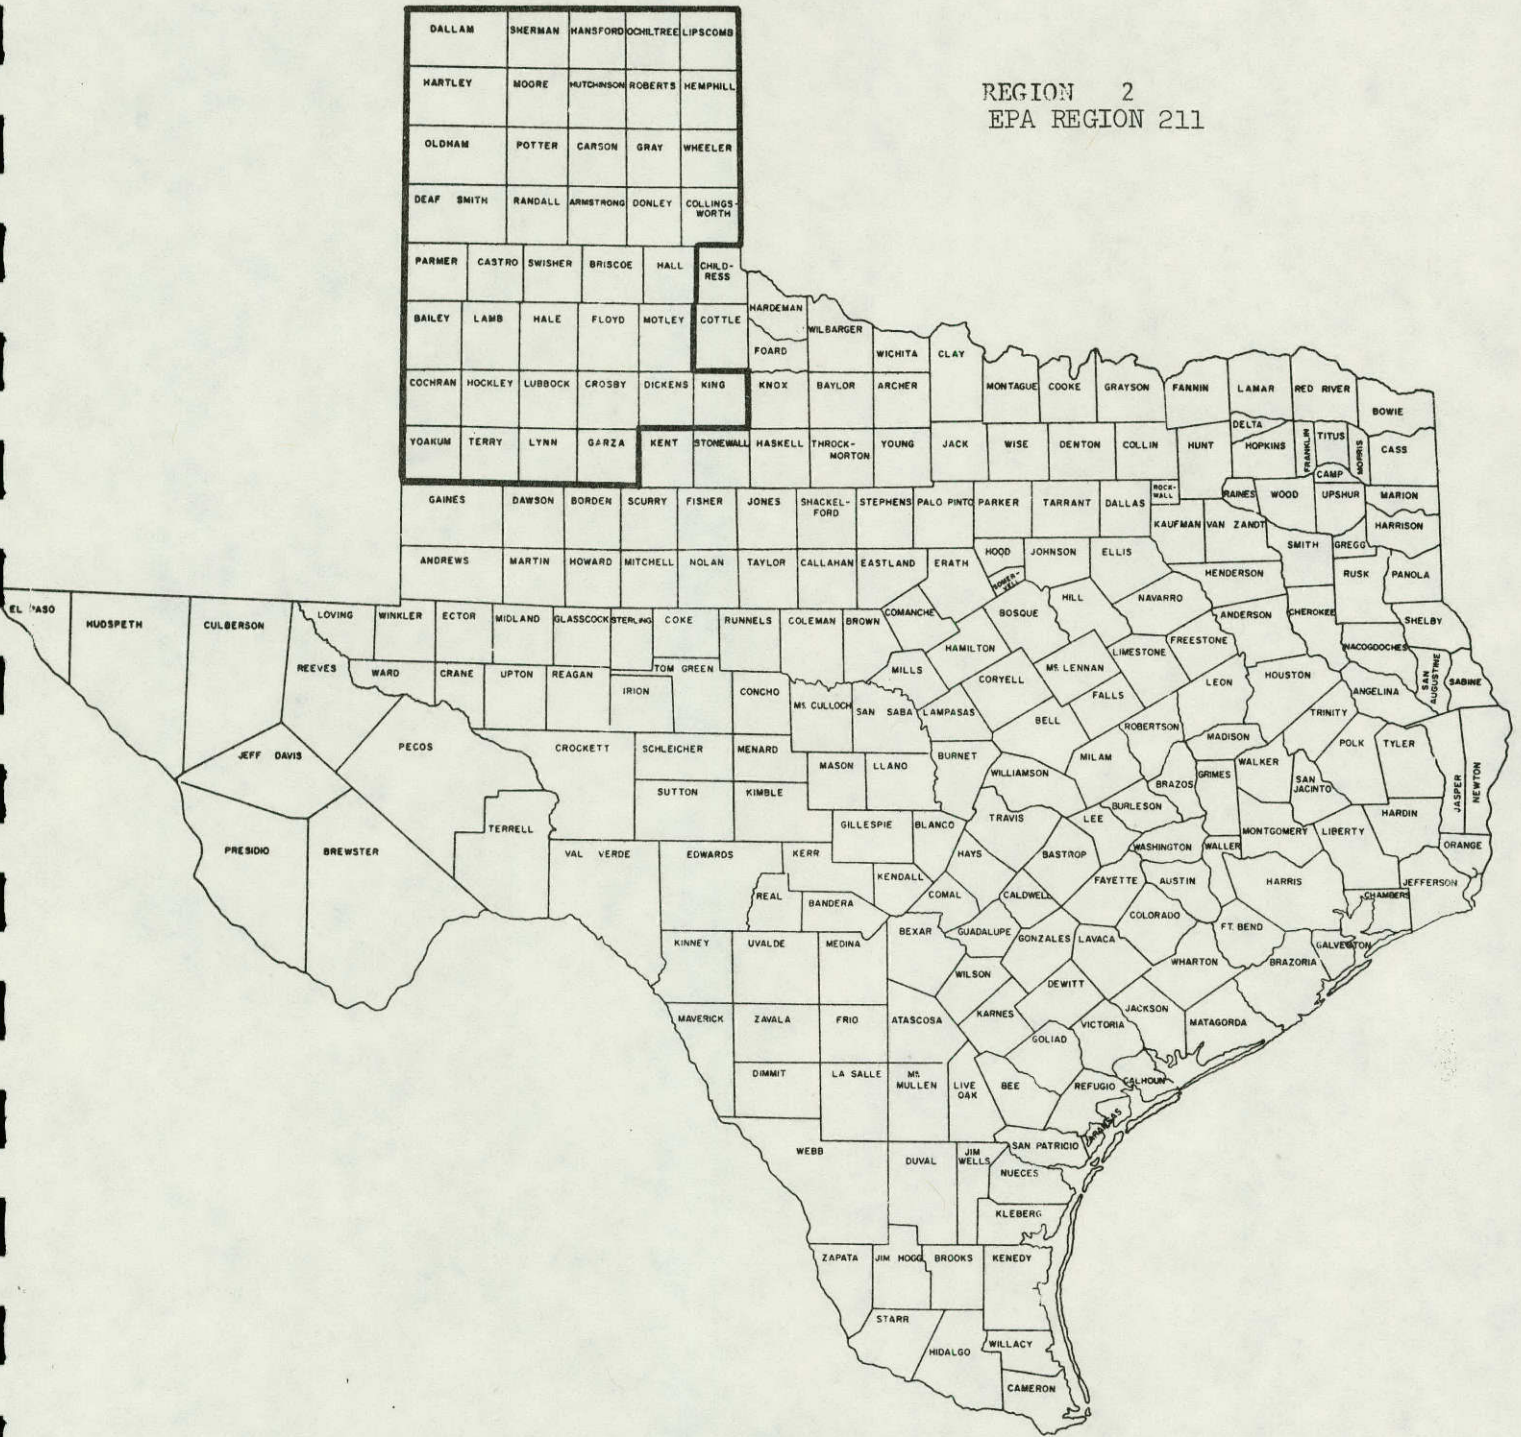 REGION 2
EPA REGION 211
DALLAM SHERMAN HANSFORD OCHILTREE LIPSCOMB
HARTLEY MOORE HUTCHINSON ROBERTS HEMPHILL
OLDHAM POTTER CARSON GRAY WHEELER
DEAF SMITH RANDALL ARMSTRONG DONLEY COLLINGS-
WORTH
PARMER CASTRO SWISHER BRISCOE HALL CHILD-
RESS
BAILEY LAMB HALE FLOYD MOTLEY COTTLE HARDEMAN
FOARD WILBARGER WICHITA CLAY
COCHRAN HOCKLEY LUBBOCK CROSBY DICKENS KING KNOX BAYLOR ARCHER MONTAGUE COOKE GRAYSON FANNIN LAMAR RED RIVER BOWIE
YOAKUM TERRY LYNN GARZA KENT STONEWALL HASKELL THROCK-
MORTON YOUNG JACK WISE DENTON COLLIN HUNT DELTA HOPKINS FRANKLIN TITUS MORRIS CASS
CAMP
GAINES DAWSON BORDEN SCURRY FISHER JONES SHACKEL-
FORD STEPHENS PALO PINTO PARKER TARRANT DALLAS ROCK-
WALL RAINES WOOD UPSHUR MARION
KAUFMAN VAN ZANDT HARRISON
ANDREWS MARTIN HOWARD MITCHELL NOLAN TAYLOR CALLAHAN EASTLAND ERATH HOOD JOHNSON ELLIS SMITH GREGG
SOMER-
VELL HENDERSON RUSK PANOLA
EL PASO HUDSPETH CULBERSON LOVING WINKLER ECTOR MIDLAND GLASSCOCK STERLING COKE RUNNELS COLEMAN BROWN COMANCHE BOSQUE HILL NAVARRO ANDERSON CHEROKEE SHELBY
REEVES WARD CRANE UPTON REAGAN TOM GREEN MILLS HAMILTON LIMESTONE FREESTONE NACOGDOCHES
IRION CONCHO CORYELL Mc LENNAN LEON HOUSTON SAN
AUGUSTINE SABINE
Mc CULLOCH SAN SABA LAMPASAS FALLS ANGELINA
BELL ROBERTSON TRINITY
JEFF DAVIS PECOS CROCKETT SCHLEICHER MENARD MADISON POLK TYLER
MASON LLANO BURNET WILLIAMSON MILAM GRIMES WALKER
BRAZOS SAN
JACINTO JASPER NEWTON
TERRELL SUTTON KIMBLE BURLESON
GILLESPIE BLANCO TRAVIS LEE MONTGOMERY LIBERTY HARDIN
PRESIDIO BREWSTER VAL VERDE EDWARDS KERR HAYS BASTROP WASHINGTON WALLER ORANGE
REAL KENDALL COMAL CALDWELL FAYETTE AUSTIN HARRIS CHAMBERS JEFFERSON
BANDERA COLORADO
KINNEY UVALDE MEDINA BEXAR GUADALUPE GONZALES LAVACA FT. BEND GALVESTON
WILSON WHARTON BRAZORIA
DEWITT
MAVERICK ZAVALA FRIO ATASCOSA KARNES VICTORIA JACKSON MATAGORDA
GOLIAD
DIMMIT LA SALLE Mc
MULLEN LIVE
OAK BEE REFUGIO CALHOUN
ARANSAS
WEBB DUVAL JIM
WELLS SAN PATRICIO
NUECES
KLEBERG
ZAPATA JIM HOGG BROOKS KENEDY
STARR
HIDALGO WILLACY
CAMERON